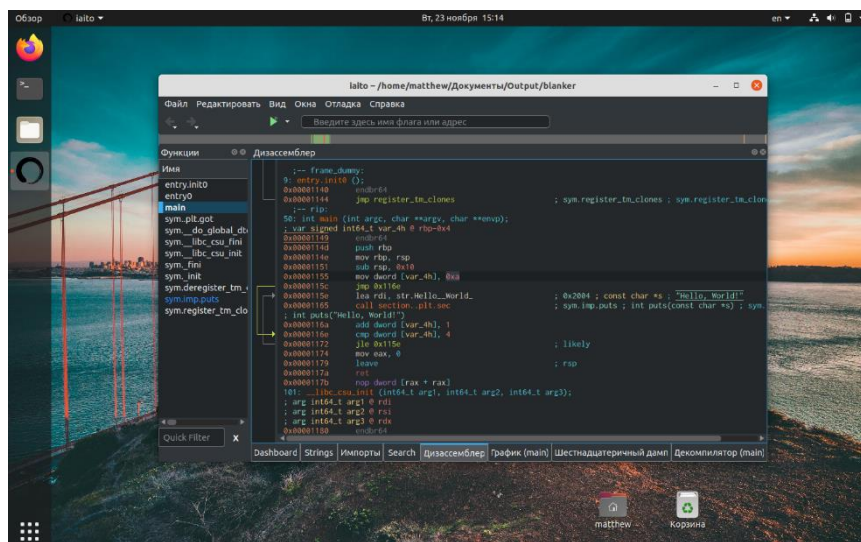 Обзор
iaito
Вт, 23 ноября 15:14
en
iaito – /home/matthew/Документы/Output/blanker
Файл Редактировать Вид Окна Отладка Справка
Введите здесь имя флага или адрес
Функции
Имя
entry.init0
entry0
main
sym..plt.got
sym.__do_global_dto
sym.__libc_csu_fini
sym.__libc_csu_init
sym._fini
sym._init
sym.deregister_tm_
sym.imp.puts
sym.register_tm_clo
Quick Filter
X
Дизассемблер
;-- frame_dummy:
9: entry.init0 ();
0x00001140 endbr64
0x00001144 jmp register_tm_clones ; sym.register_tm_clones ; sym.register_tm_clon
;-- rip:
50: int main (int argc, char **argv, char **envp);
; var signed int64_t var_4h @ rbp-0x4
0x00001149 endbr64
0x0000114d push rbp
0x0000114e mov rbp, rsp
0x00001151 sub rsp, 0x10
0x00001155 mov dword [var_4h], 0xa
0x0000115c jmp 0x116e
0x0000115e lea rdi, str.Hello__World_ ; 0x2004 ; const char *s ; "Hello, World!"
0x00001165 call section..plt.sec ; sym.imp.puts ; int puts(const char *s) ; sym.
; int puts("Hello, World!")
0x0000116a add dword [var_4h], 1
0x0000116e cmp dword [var_4h], 4
0x00001172 jle 0x115e ; likely
0x00001174 mov eax, 0
0x00001179 leave ; rsp
0x0000117a ret
0x0000117b nop dword [rax + rax]
101: __libc_csu_init (int64_t arg1, int64_t arg2, int64_t arg3);
; arg int64_t arg1 @ rdi
; arg int64_t arg2 @ rsi
; arg int64_t arg3 @ rdx
0x00001180 endbr64
Dashboard Strings Импорты Search Дизассемблер График (main) Шестнадцатеричный дамп Декомпилятор (main)
matthew
Корзина